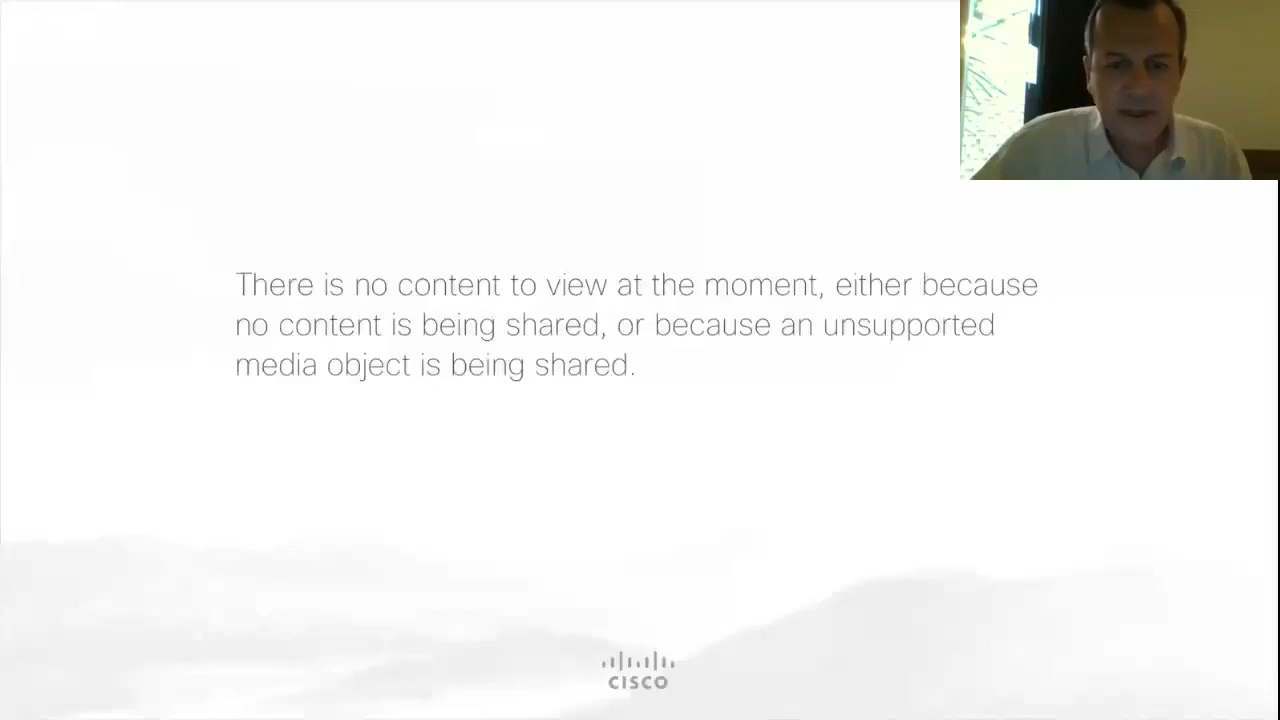 There is no content to view at the moment, either because
no content is being shared, or because an unsupported
media object is being shared.
CISCO